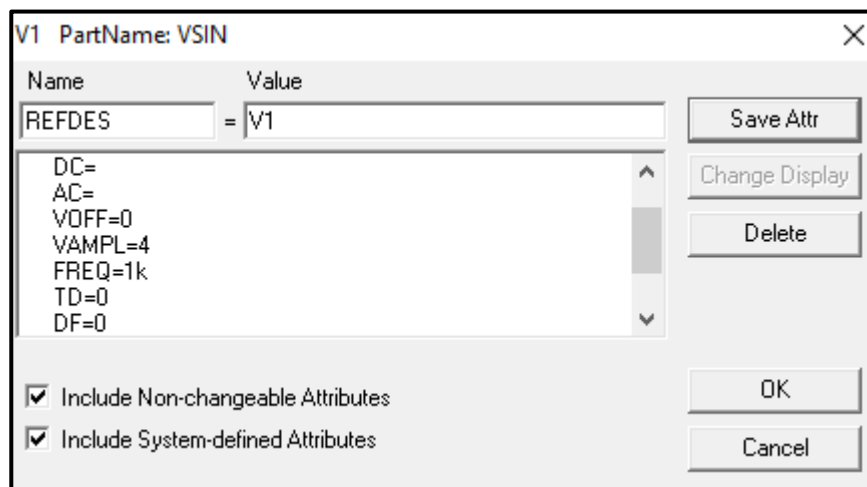 V1 PartName: VSIN
Name Value
REFDES = V1
Save Attr
DC=
AC=
VOFF=0
VAMPL=4
FREQ=1k
TD=0
DF=0
Change Display
Delete
Include Non-changeable Attributes
Include System-defined Attributes
OK
Cancel